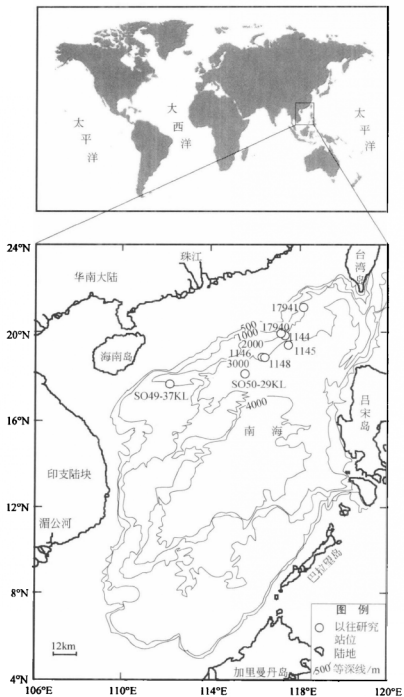 太平洋
大西洋
太平洋
24°N
20°N
16°N
12°N
8°N
4°N
106°E
110°E
114°E
118°E
120°E
华南大陆
珠江
台湾岛
海南岛
17941
500
1000
17940
2000
1144
1145
1146
3000
1148
SO49-37KL
SO50-29KL
4000
南海
吕宋岛
印支陆块
湄公河
巴拉望岛
加里曼丹岛
12km
图 例
以往研究
站位
陆地
500 等深线/m